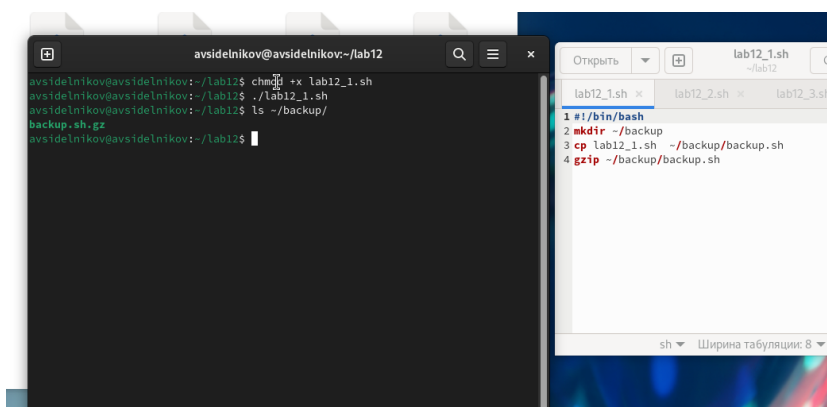 avsidelnikov@avsidelnikov:~/lab12
avsidelnikov@avsidelnikov:~/lab12$ chmod +x lab12_1.sh
avsidelnikov@avsidelnikov:~/lab12$ ./lab12_1.sh
avsidelnikov@avsidelnikov:~/lab12$ ls ~/backup/
backup.sh.gz
avsidelnikov@avsidelnikov:~/lab12$
Открыть
lab12_1.sh
~/lab12
lab12_1.sh × lab12_2.sh × lab12_3.s
1 #!/bin/bash
2 mkdir ~/backup
3 cp lab12_1.sh  ~/backup/backup.sh
4 gzip ~/backup/backup.sh
sh Ширина табуляции: 8